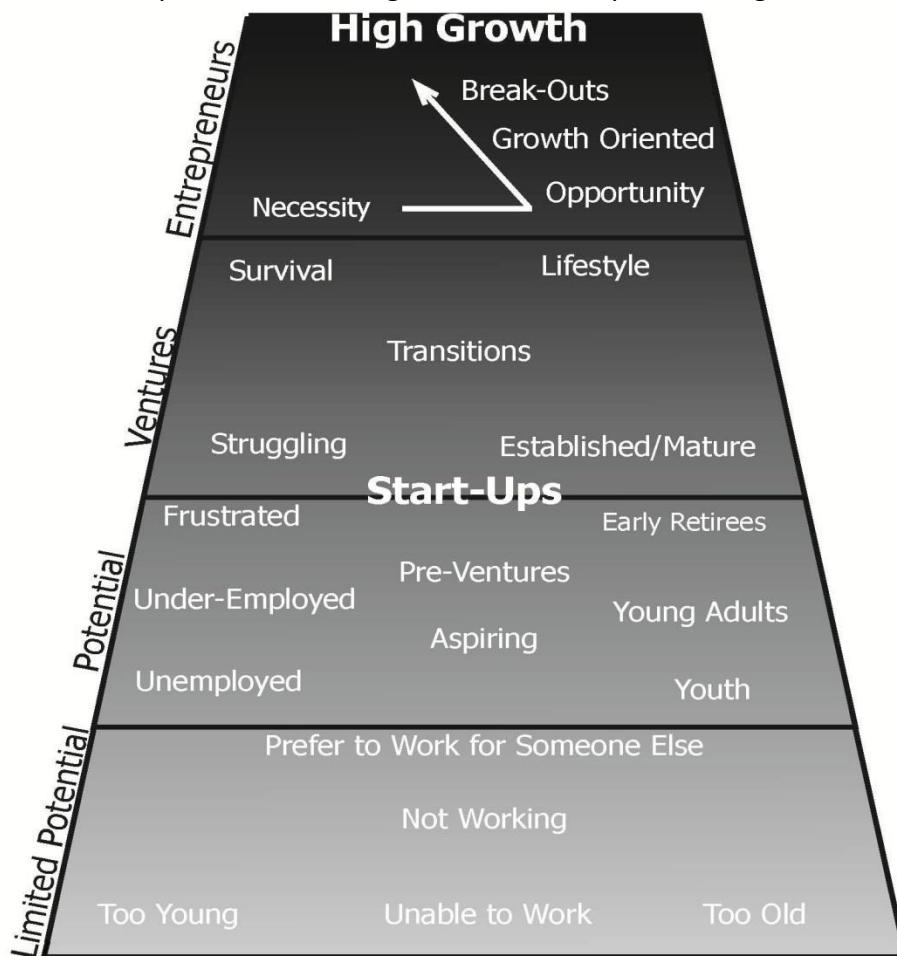 High Growth
Break-Outs
Growth Oriented
Opportunity
Necessity
Entrepreneurs
Survival
Lifestyle
Transitions
Struggling
Established/Mature
Ventures
Start-Ups
Frustrated
Early Retirees
Pre-Ventures
Under-Employed
Young Adults
Aspiring
Unemployed
Youth
Potential
Prefer to Work for Someone Else
Not Working
Too Young
Unable to Work
Too Old
Limited Potential